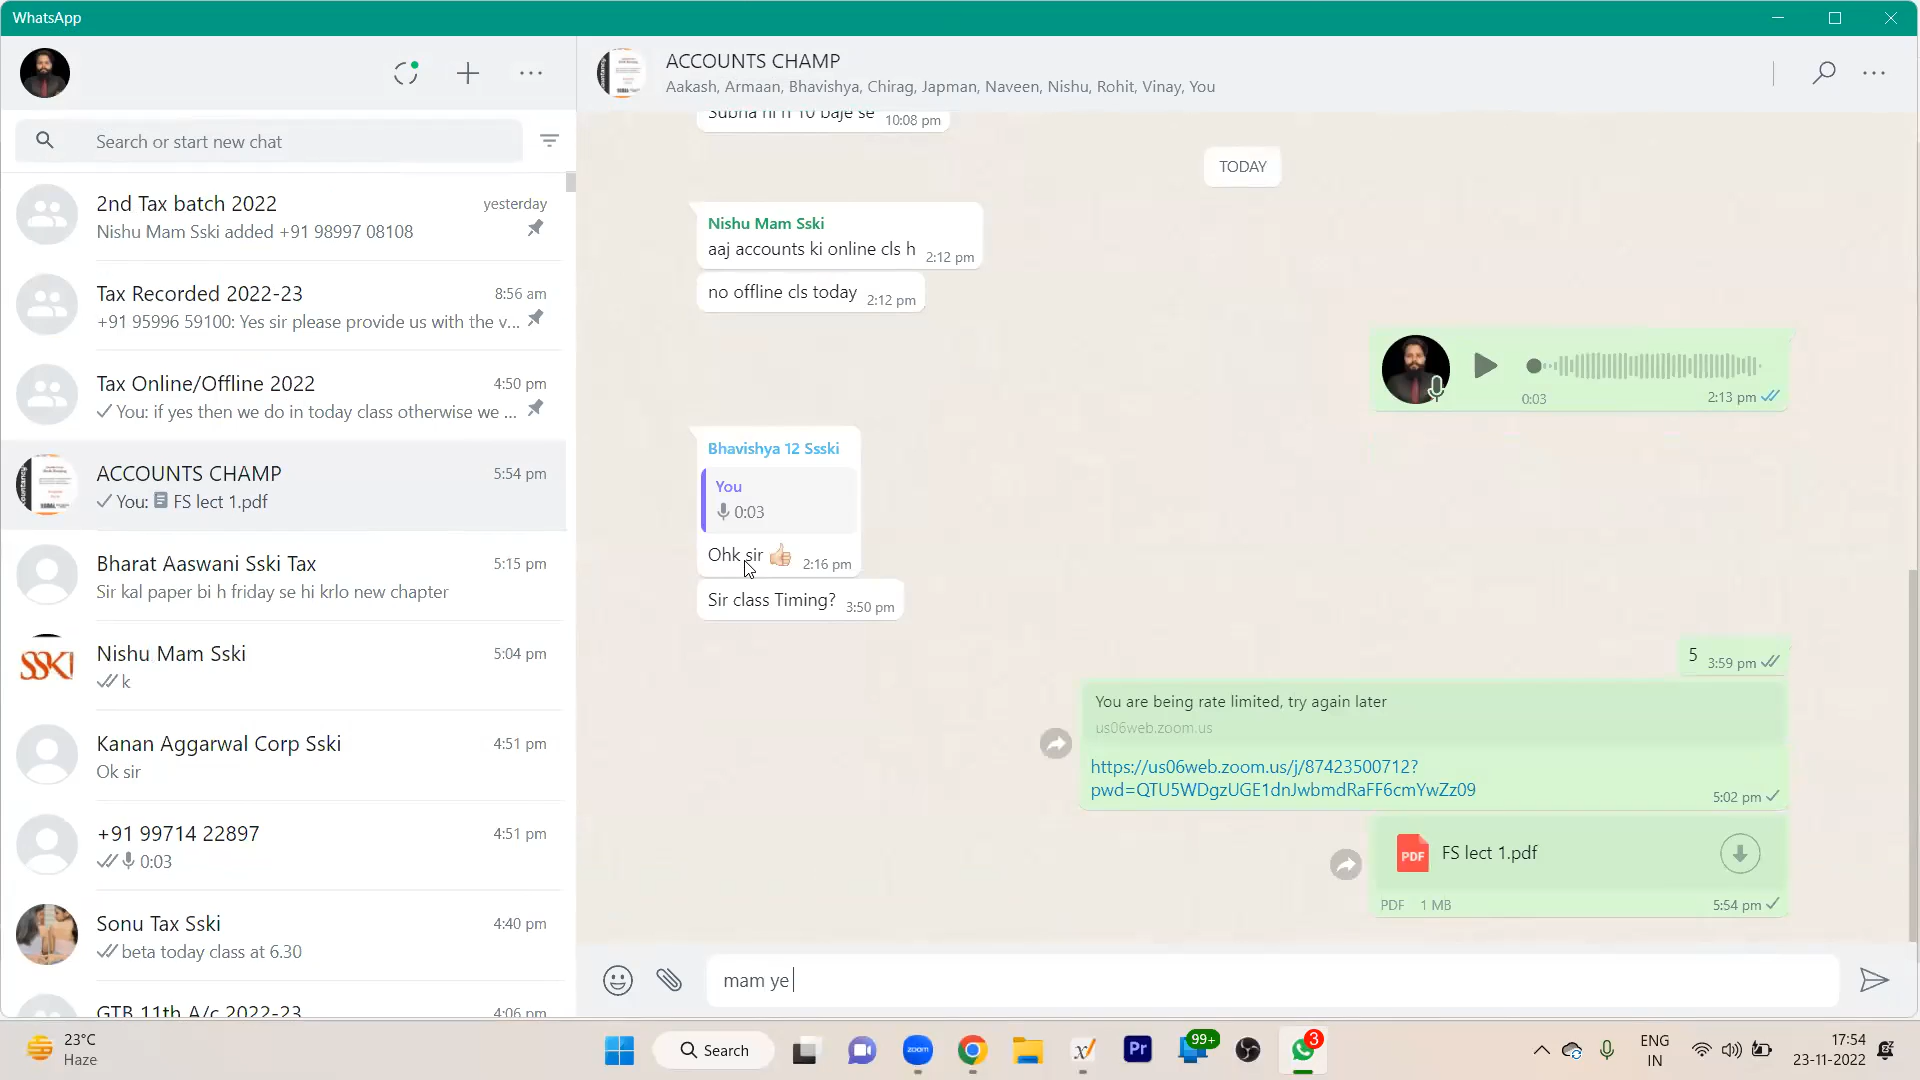 WhatsApp
Search or start new chat
2nd Tax batch 2022
yesterday
Nishu Mam Sski added +91 98997 08108
Tax Recorded 2022-23
8:56 am
+91 95996 59100: Yes sir please provide us with the v...
Tax Online/Offline 2022
4:50 pm
You: if yes then we do in today class otherwise we ...
ACCOUNTS CHAMP
5:54 pm
You: FS lect 1.pdf
Bharat Aaswani Sski Tax
5:15 pm
Sir kal paper bi h friday se hi krlo new chapter
SSKI
Nishu Mam Sski
5:04 pm
k
Kanan Aggarwal Corp Sski
4:51 pm
Ok sir
+91 99714 22897
4:51 pm
0:03
Sonu Tax Sski
4:40 pm
beta today class at 6.30
GTB 11th A/c 2022-23
4:06 pm
ACCOUNTS CHAMP
Aakash, Armaan, Bhavishya, Chirag, Japman, Naveen, Nishu, Rohit, Vinay, You
Subha hi h 10 baje se 10:08 pm
TODAY
Nishu Mam Sski
aaj accounts ki online cls h 2:12 pm
no offline cls today 2:12 pm
0:03
2:13 pm
Bhavishya 12 Ssski
You
0:03
Ohk sir 👍🏻 2:16 pm
Sir class Timing? 3:50 pm
5 3:59 pm
You are being rate limited, try again later
us06web.zoom.us
https://us06web.zoom.us/j/87423500712?
pwd=QTU5WDgzUGE1dnJwbmdRaFF6cmYwZz09
5:02 pm
PDF
FS lect 1.pdf
PDF 1 MB
5:54 pm
mam ye
23°C
Haze
Search
zoom
Pr
99+
3
ENG
IN
17:54
23-11-2022